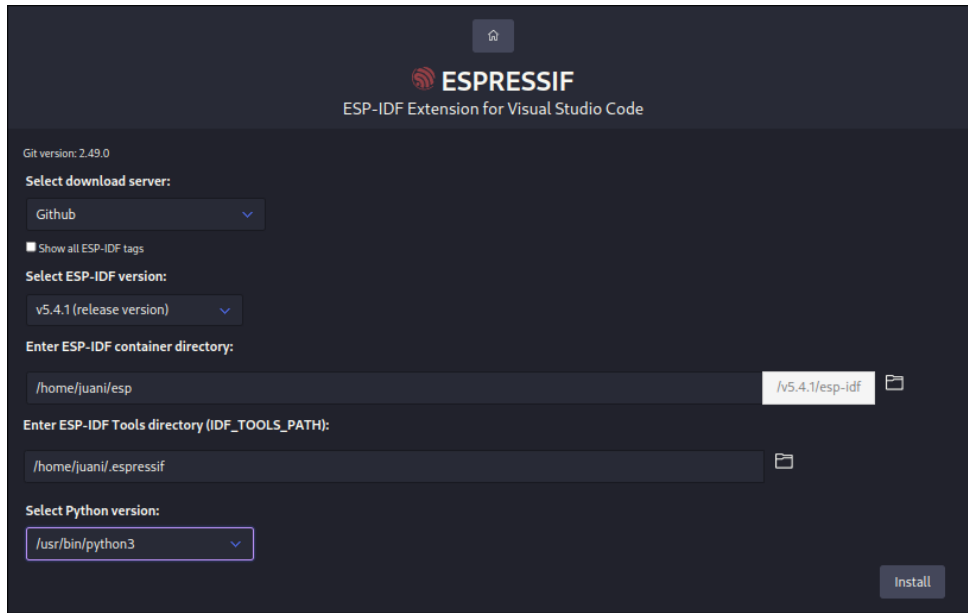 ESPRESSIF
ESP-IDF Extension for Visual Studio Code
Git version: 2.49.0
Select download server:
Github
Show all ESP-IDF tags
Select ESP-IDF version:
v5.4.1 (release version)
Enter ESP-IDF container directory:
/home/juani/esp /v5.4.1/esp-idf
Enter ESP-IDF Tools directory (IDF_TOOLS_PATH):
/home/juani/.espressif
Select Python version:
/usr/bin/python3
Install